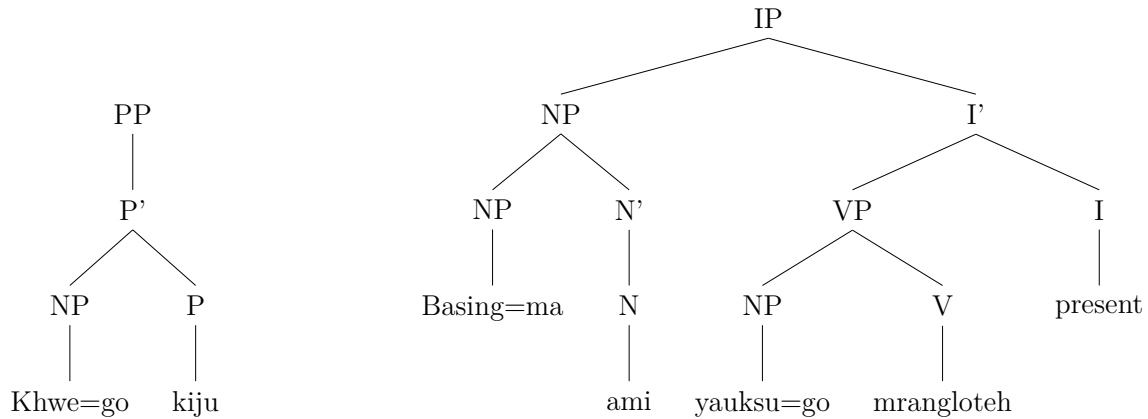 IP
PP NP I'
P' NP N' VP I
NP P Basing=ma N NP V present
Khwe=go kiju ami yauksu=go mrangloteh